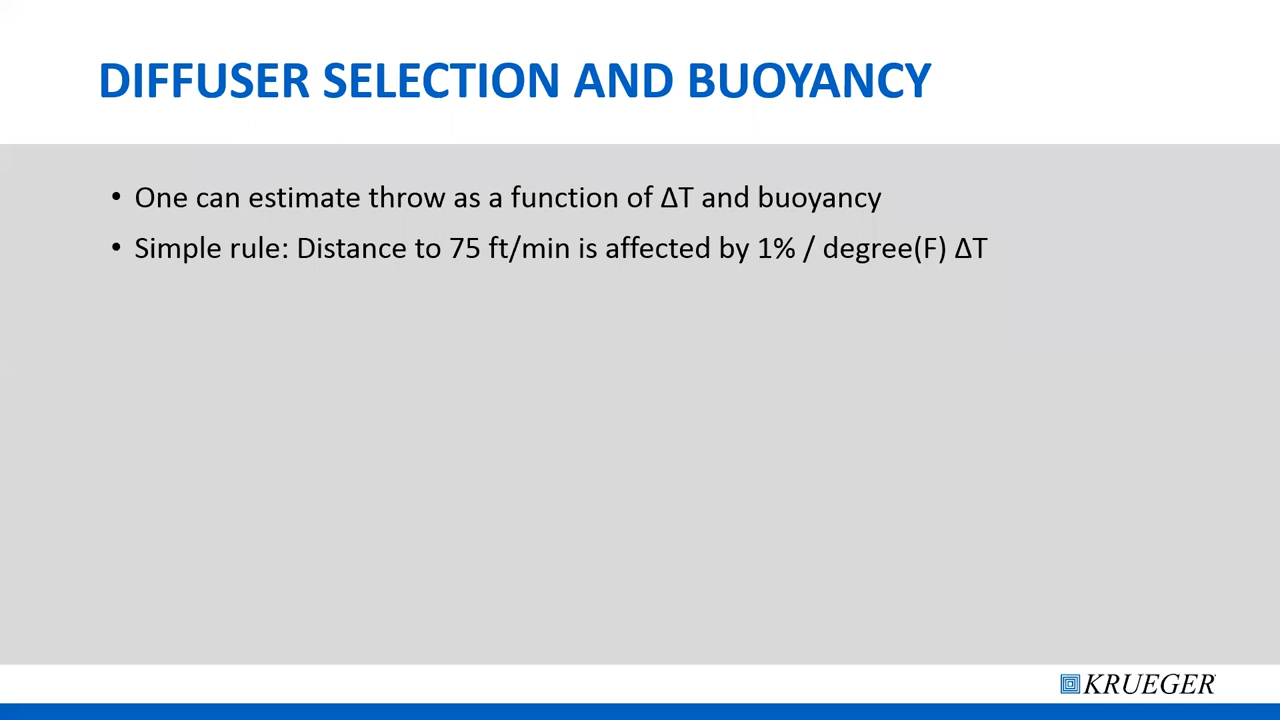 DIFFUSER SELECTION AND BUOYANCY
• One can estimate throw as a function of ΔT and buoyancy
• Simple rule: Distance to 75 ft/min is affected by 1% / degree(F) ΔT
KRUEGER